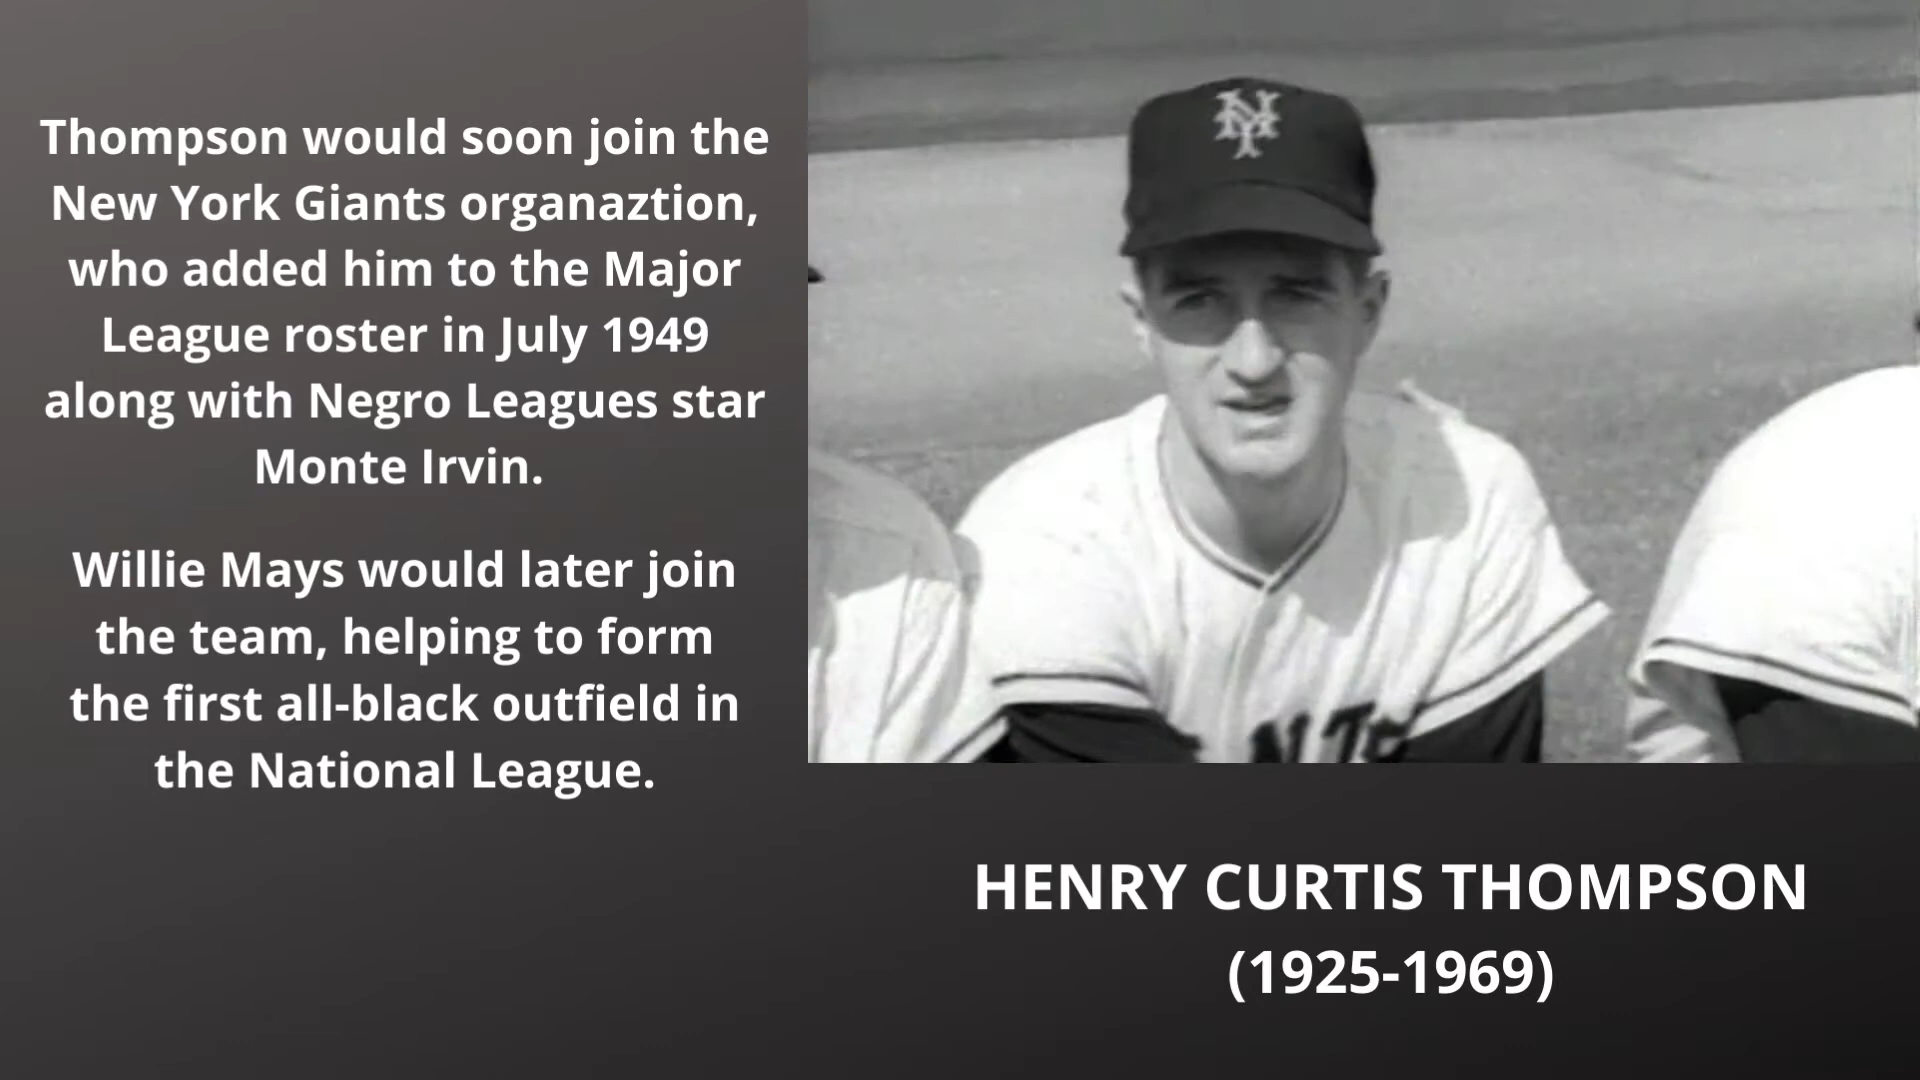 Thompson would soon join the
New York Giants organaztion,
who added him to the Major
League roster in July 1949
along with Negro Leagues star
Monte Irvin.
Willie Mays would later join
the team, helping to form
the first all-black outfield in
the National League.
NY
ANTS
HENRY CURTIS THOMPSON
(1925-1969)